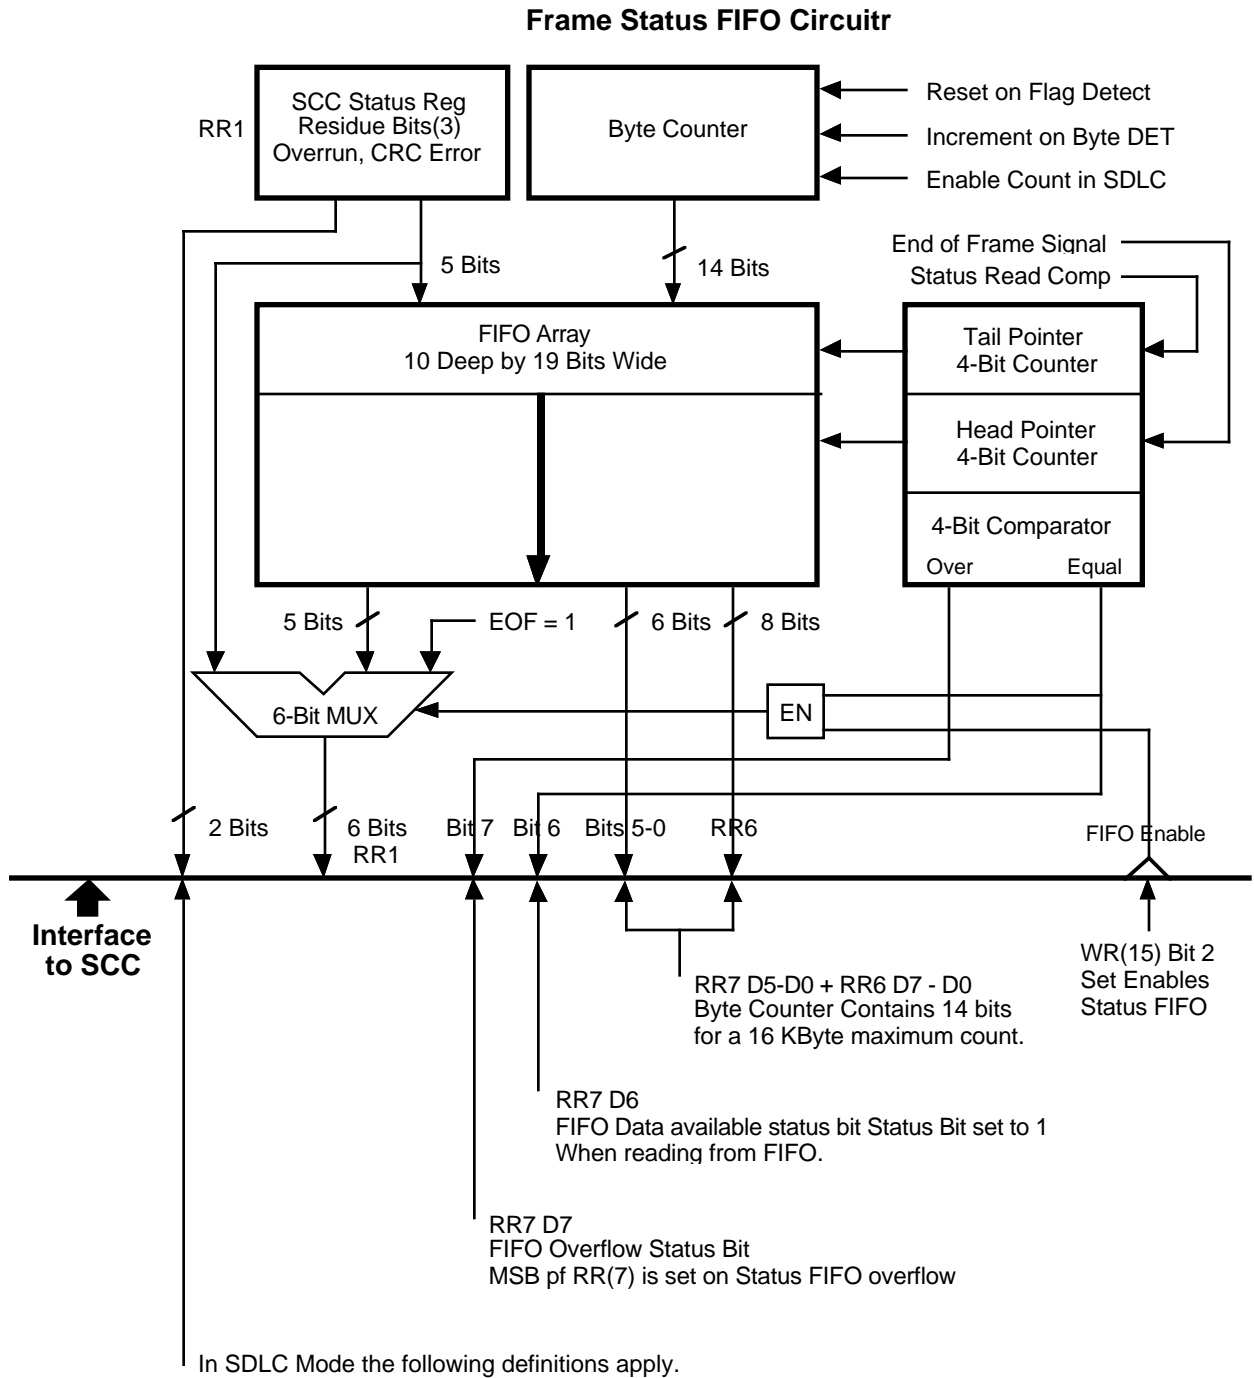 Frame Status FIFO Circuitr
RR1
SCC Status Reg
Residue Bits(3)
Overrun, CRC Error
Byte Counter
Reset on Flag Detect
Increment on Byte DET
Enable Count in SDLC
5 Bits
14 Bits
End of Frame Signal
Status Read Comp
FIFO Array
10 Deep by 19 Bits Wide
Tail Pointer
4-Bit Counter
Head Pointer
4-Bit Counter
4-Bit Comparator
Over Equal
5 Bits
EOF = 1
6 Bits
8 Bits
6-Bit MUX
EN
2 Bits
6 Bits
RR1
Bit 7
Bit 6
Bits 5-0
RR6
FIFO Enable
Interface
to SCC
WR(15) Bit 2
Set Enables
Status FIFO
RR7 D5-D0 + RR6 D7 - D0
Byte Counter Contains 14 bits
for a 16 KByte maximum count.
RR7 D6
FIFO Data available status bit Status Bit set to 1
When reading from FIFO.
RR7 D7
FIFO Overflow Status Bit
MSB pf RR(7) is set on Status FIFO overflow
In SDLC Mode the following definitions apply.